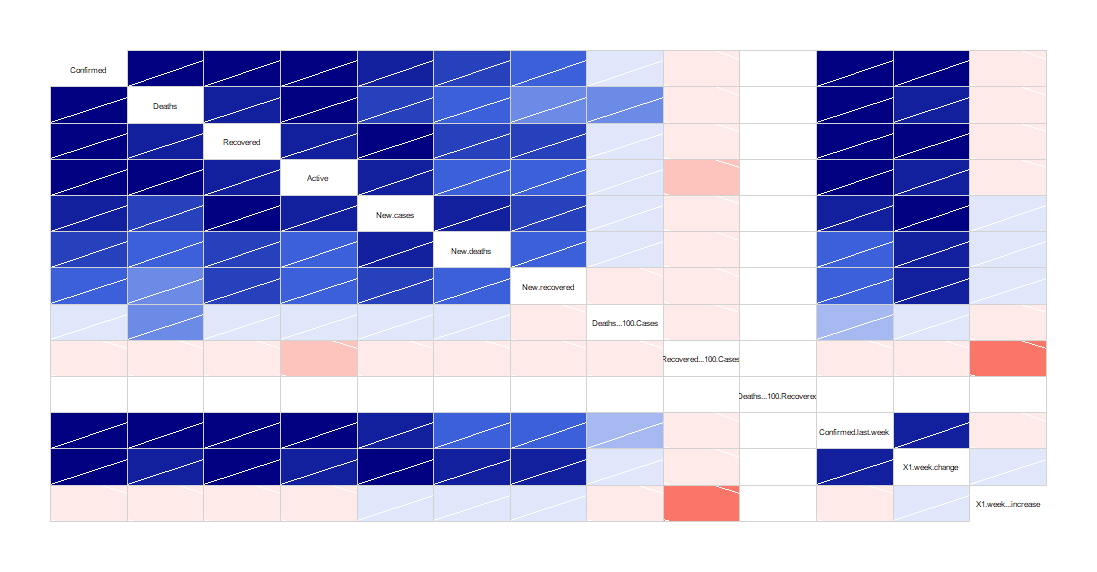 Confirmed
Deaths
Recovered
Active
New.cases
New.deaths
New.recovered
Deaths...100.Cases
Recovered...100.Cases
Deaths...100.Recovered
Confirmed.last.week
X1.week.change
X1.week...increase